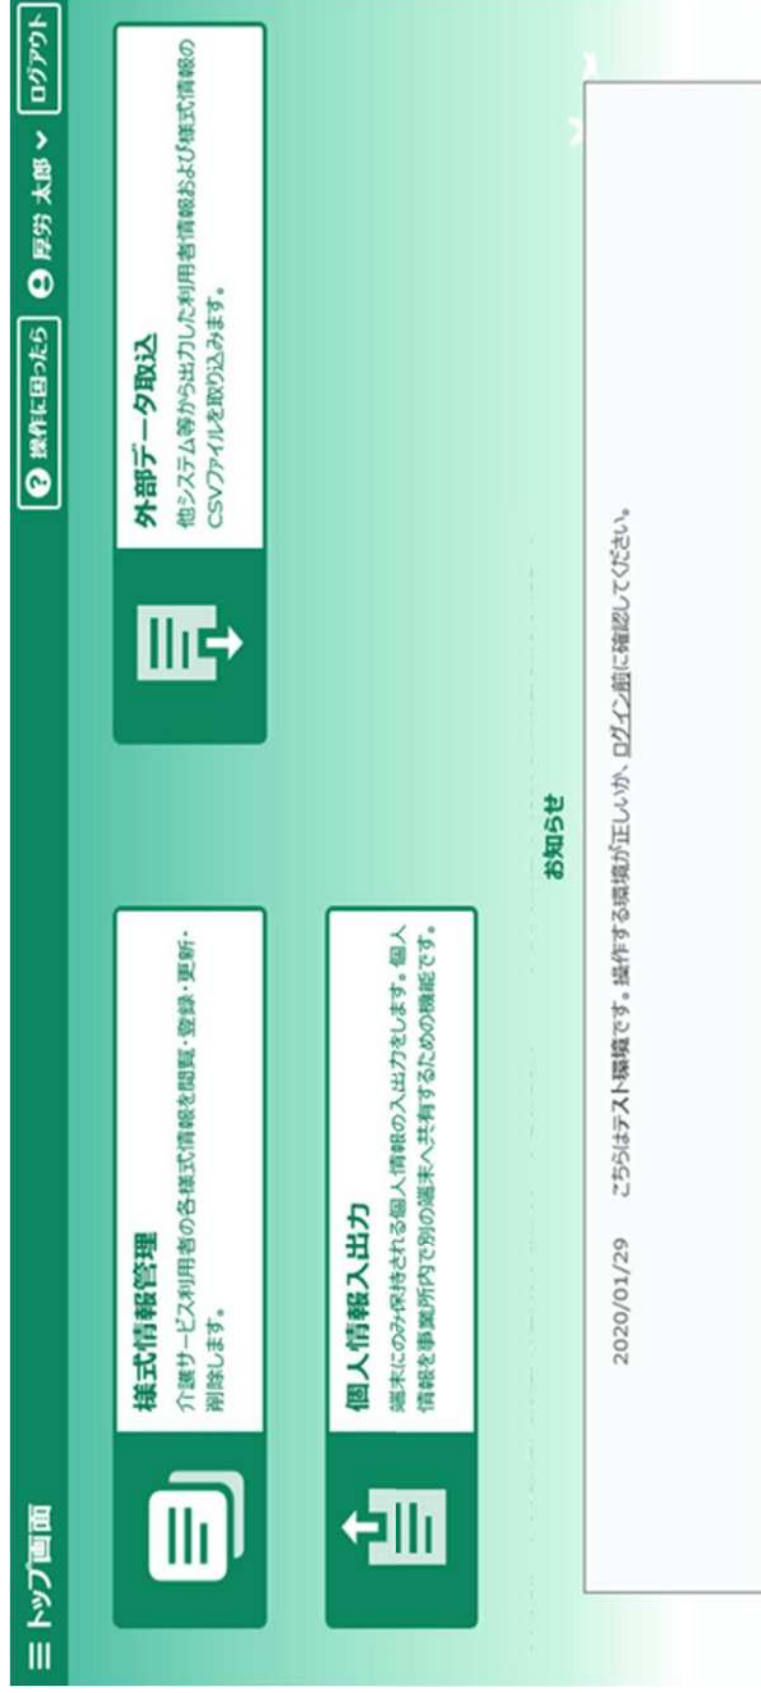 トップ画面
操作に困ったら
厚労 太郎
ログアウト
様式情報管理
介護サービス利用者の各様式情報を閲覧・登録・更新・
削除します。
外部データ取込
他システム等から出力した利用者情報および様式情報の
CSVファイルを取り込みます。
個人情報入出力
端末にのみ保持される個人情報の入出力をします。個人
情報を事業所内で別の端末へ共有するための機能です。
お知らせ
2020/01/29 こちらはテスト環境です。操作する環境が正しいか、ログイン前に確認してください。